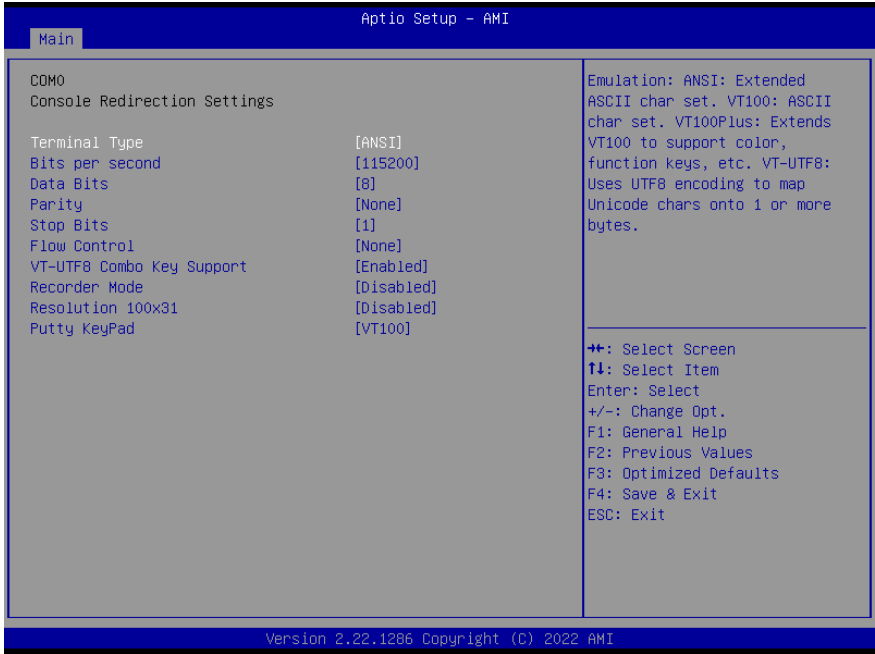 Aptio Setup – AMI
Main
COM0
Console Redirection Settings
Terminal Type [ANSI]
Bits per second [115200]
Data Bits [8]
Parity [None]
Stop Bits [1]
Flow Control [None]
VT-UTF8 Combo Key Support [Enabled]
Recorder Mode [Disabled]
Resolution 100x31 [Disabled]
Putty KeyPad [VT100]
Emulation: ANSI: Extended
ASCII char set. VT100: ASCII
char set. VT100Plus: Extends
VT100 to support color,
function keys, etc. VT-UTF8:
Uses UTF8 encoding to map
Unicode chars onto 1 or more
bytes.
→←: Select Screen
↑↓: Select Item
Enter: Select
+/-: Change Opt.
F1: General Help
F2: Previous Values
F3: Optimized Defaults
F4: Save & Exit
ESC: Exit
Version 2.22.1286 Copyright (C) 2022 AMI